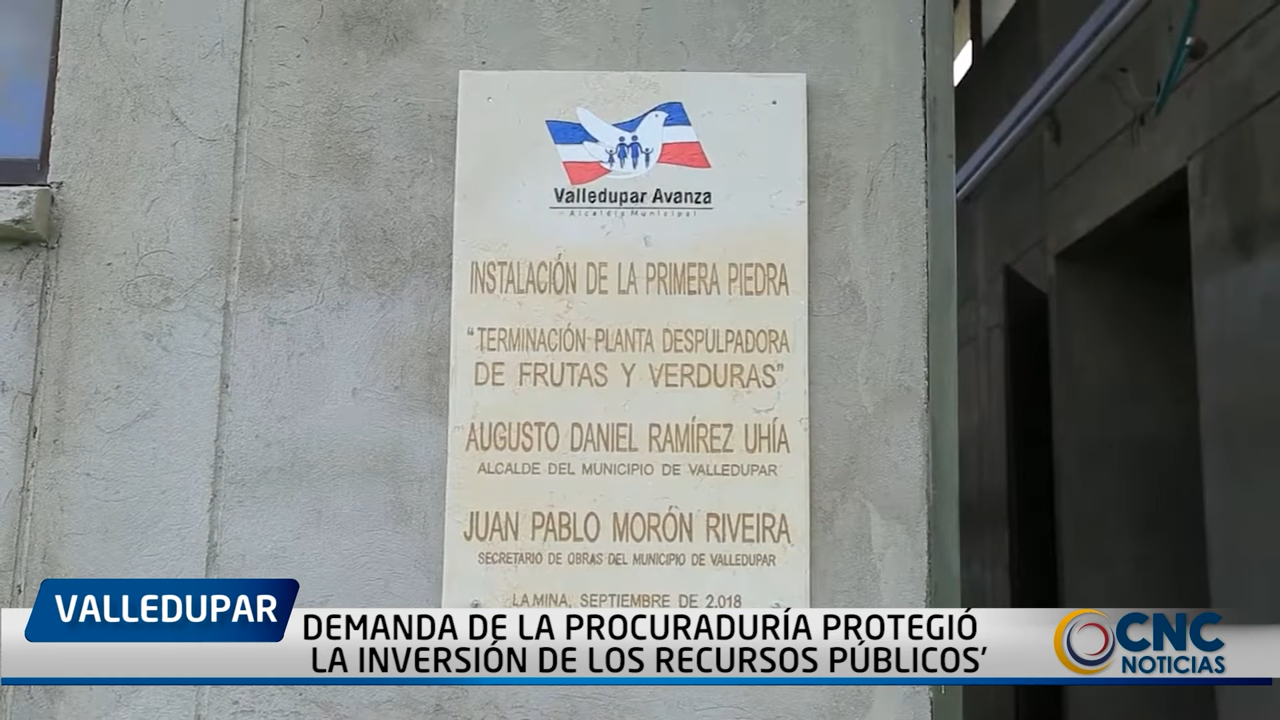 Valledupar Avanza
Alcaldía Municipal
INSTALACIÓN DE LA PRIMERA PIEDRA
“TERMINACIÓN PLANTA DESPULPADORA
DE FRUTAS Y VERDURAS”
AUGUSTO DANIEL RAMÍREZ UHÍA
ALCALDE DEL MUNICIPIO DE VALLEDUPAR
JUAN PABLO MORÓN RIVEIRA
SECRETARIO DE OBRAS DEL MUNICIPIO DE VALLEDUPAR
LA MINA, SEPTIEMBRE DE 2.018
VALLEDUPAR
DEMANDA DE LA PROCURADURÍA PROTEGIÓ
LA INVERSIÓN DE LOS RECURSOS PÚBLICOS’
CNC
NOTICIAS